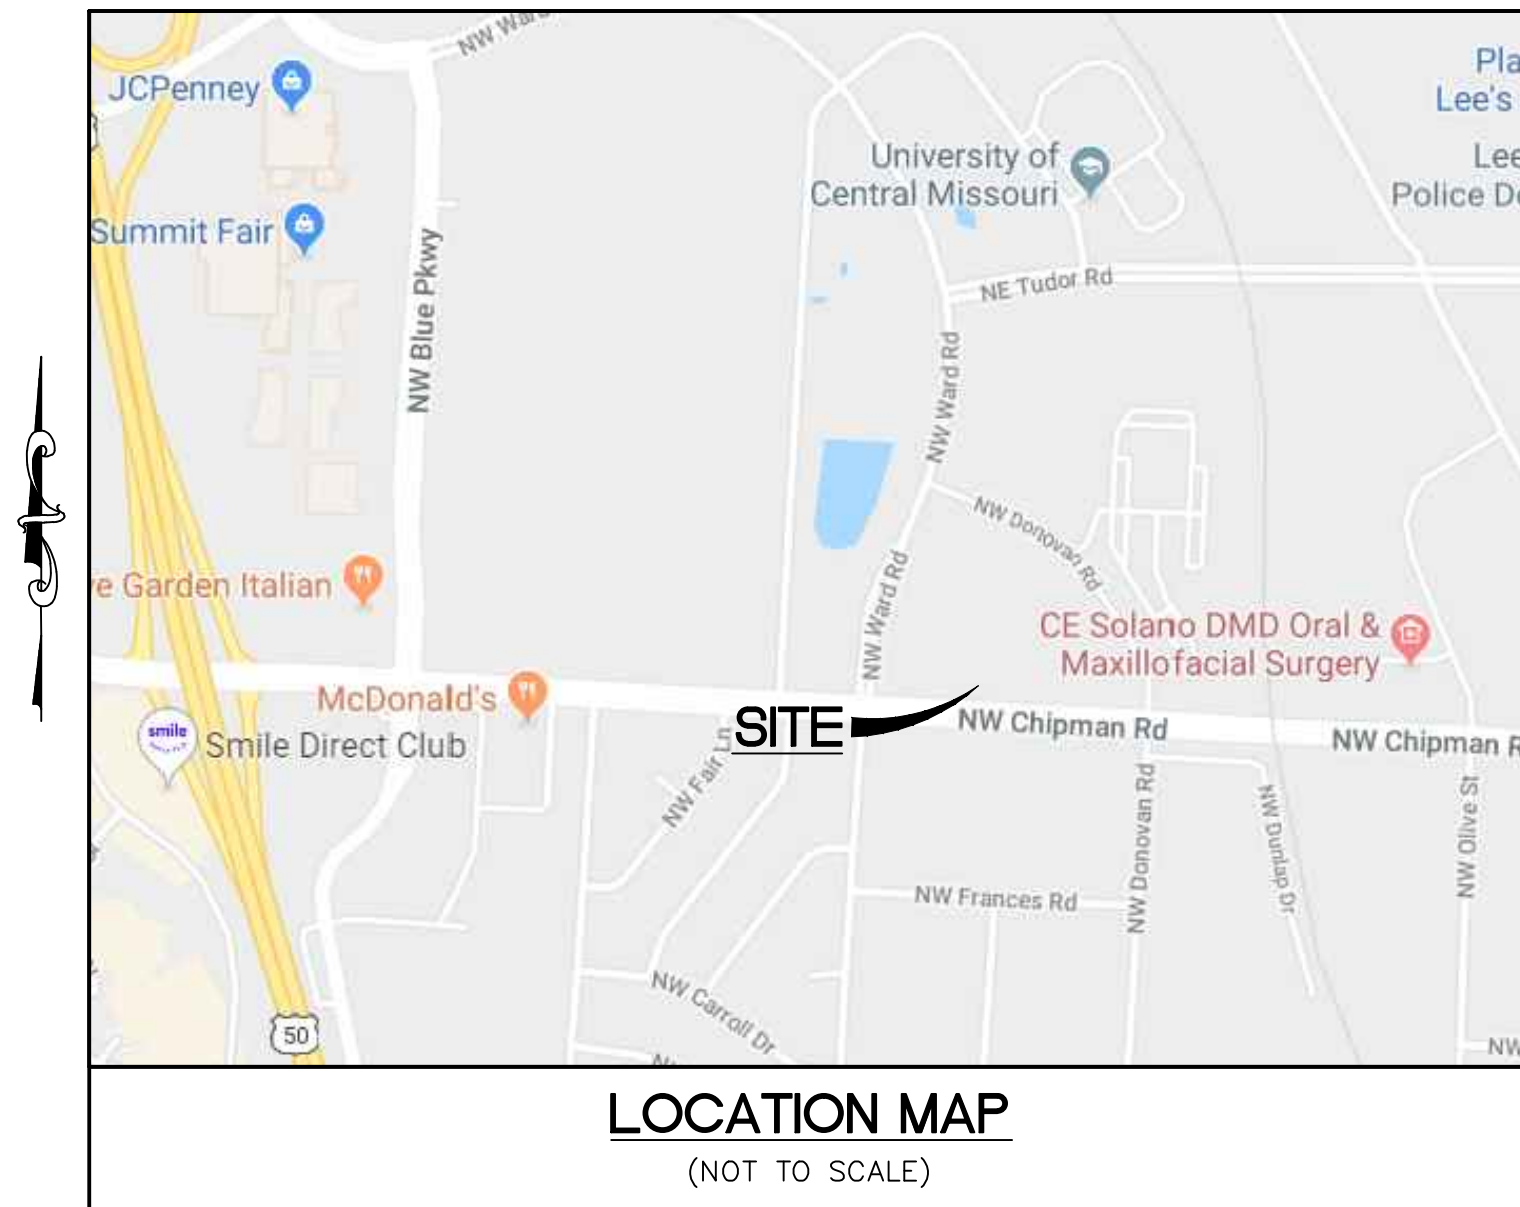 NW Ward
JCPenney
Pla
Lee's
University of
Central Missouri
Lee
Police De
Summit Fair
NW Blue Pkwy
NE Tudor Rd
NW Ward Rd
NW Donovan Rd
NW Ward Rd
ve Garden Italian
CE Solano DMD Oral &
Maxillofacial Surgery
McDonald's
SITE
NW Chipman Rd
NW Chipman R
smile
Smile Direct Club
NW Fair Ln
NW Donovan Rd
NW Dunlap Dr
NW Olive St
NW Frances Rd
NW Carroll Dr
50
NW
LOCATION MAP
(NOT TO SCALE)